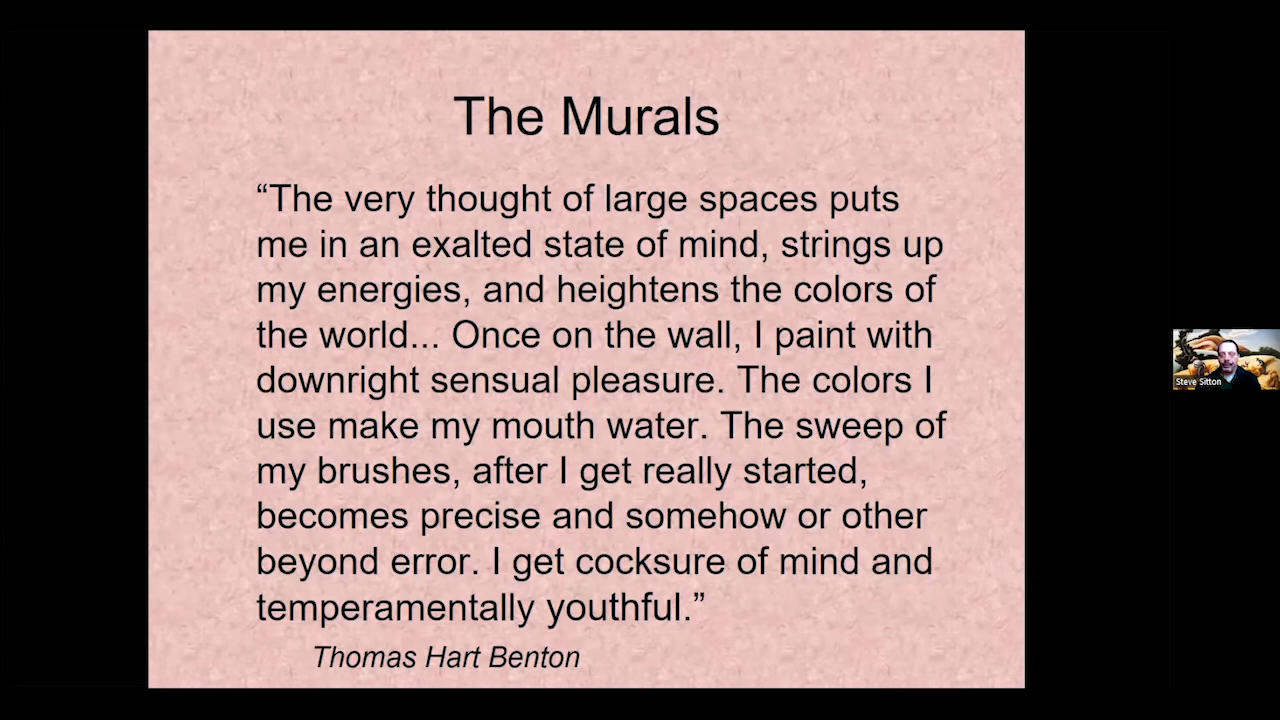 The Murals
“The very thought of large spaces puts
me in an exalted state of mind, strings up
my energies, and heightens the colors of
the world... Once on the wall, I paint with
downright sensual pleasure. The colors I
use make my mouth water. The sweep of
my brushes, after I get really started,
becomes precise and somehow or other
beyond error. I get cocksure of mind and
temperamentally youthful.”
Thomas Hart Benton
Steve Sitton